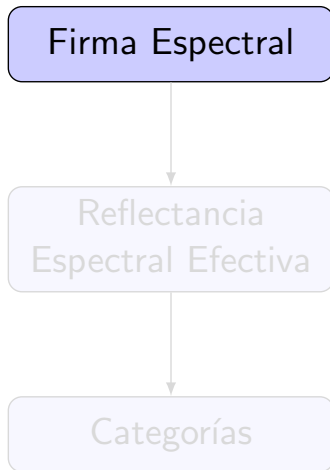 Firma Espectral
Reflectancia
Espectral Efectiva
Categorías